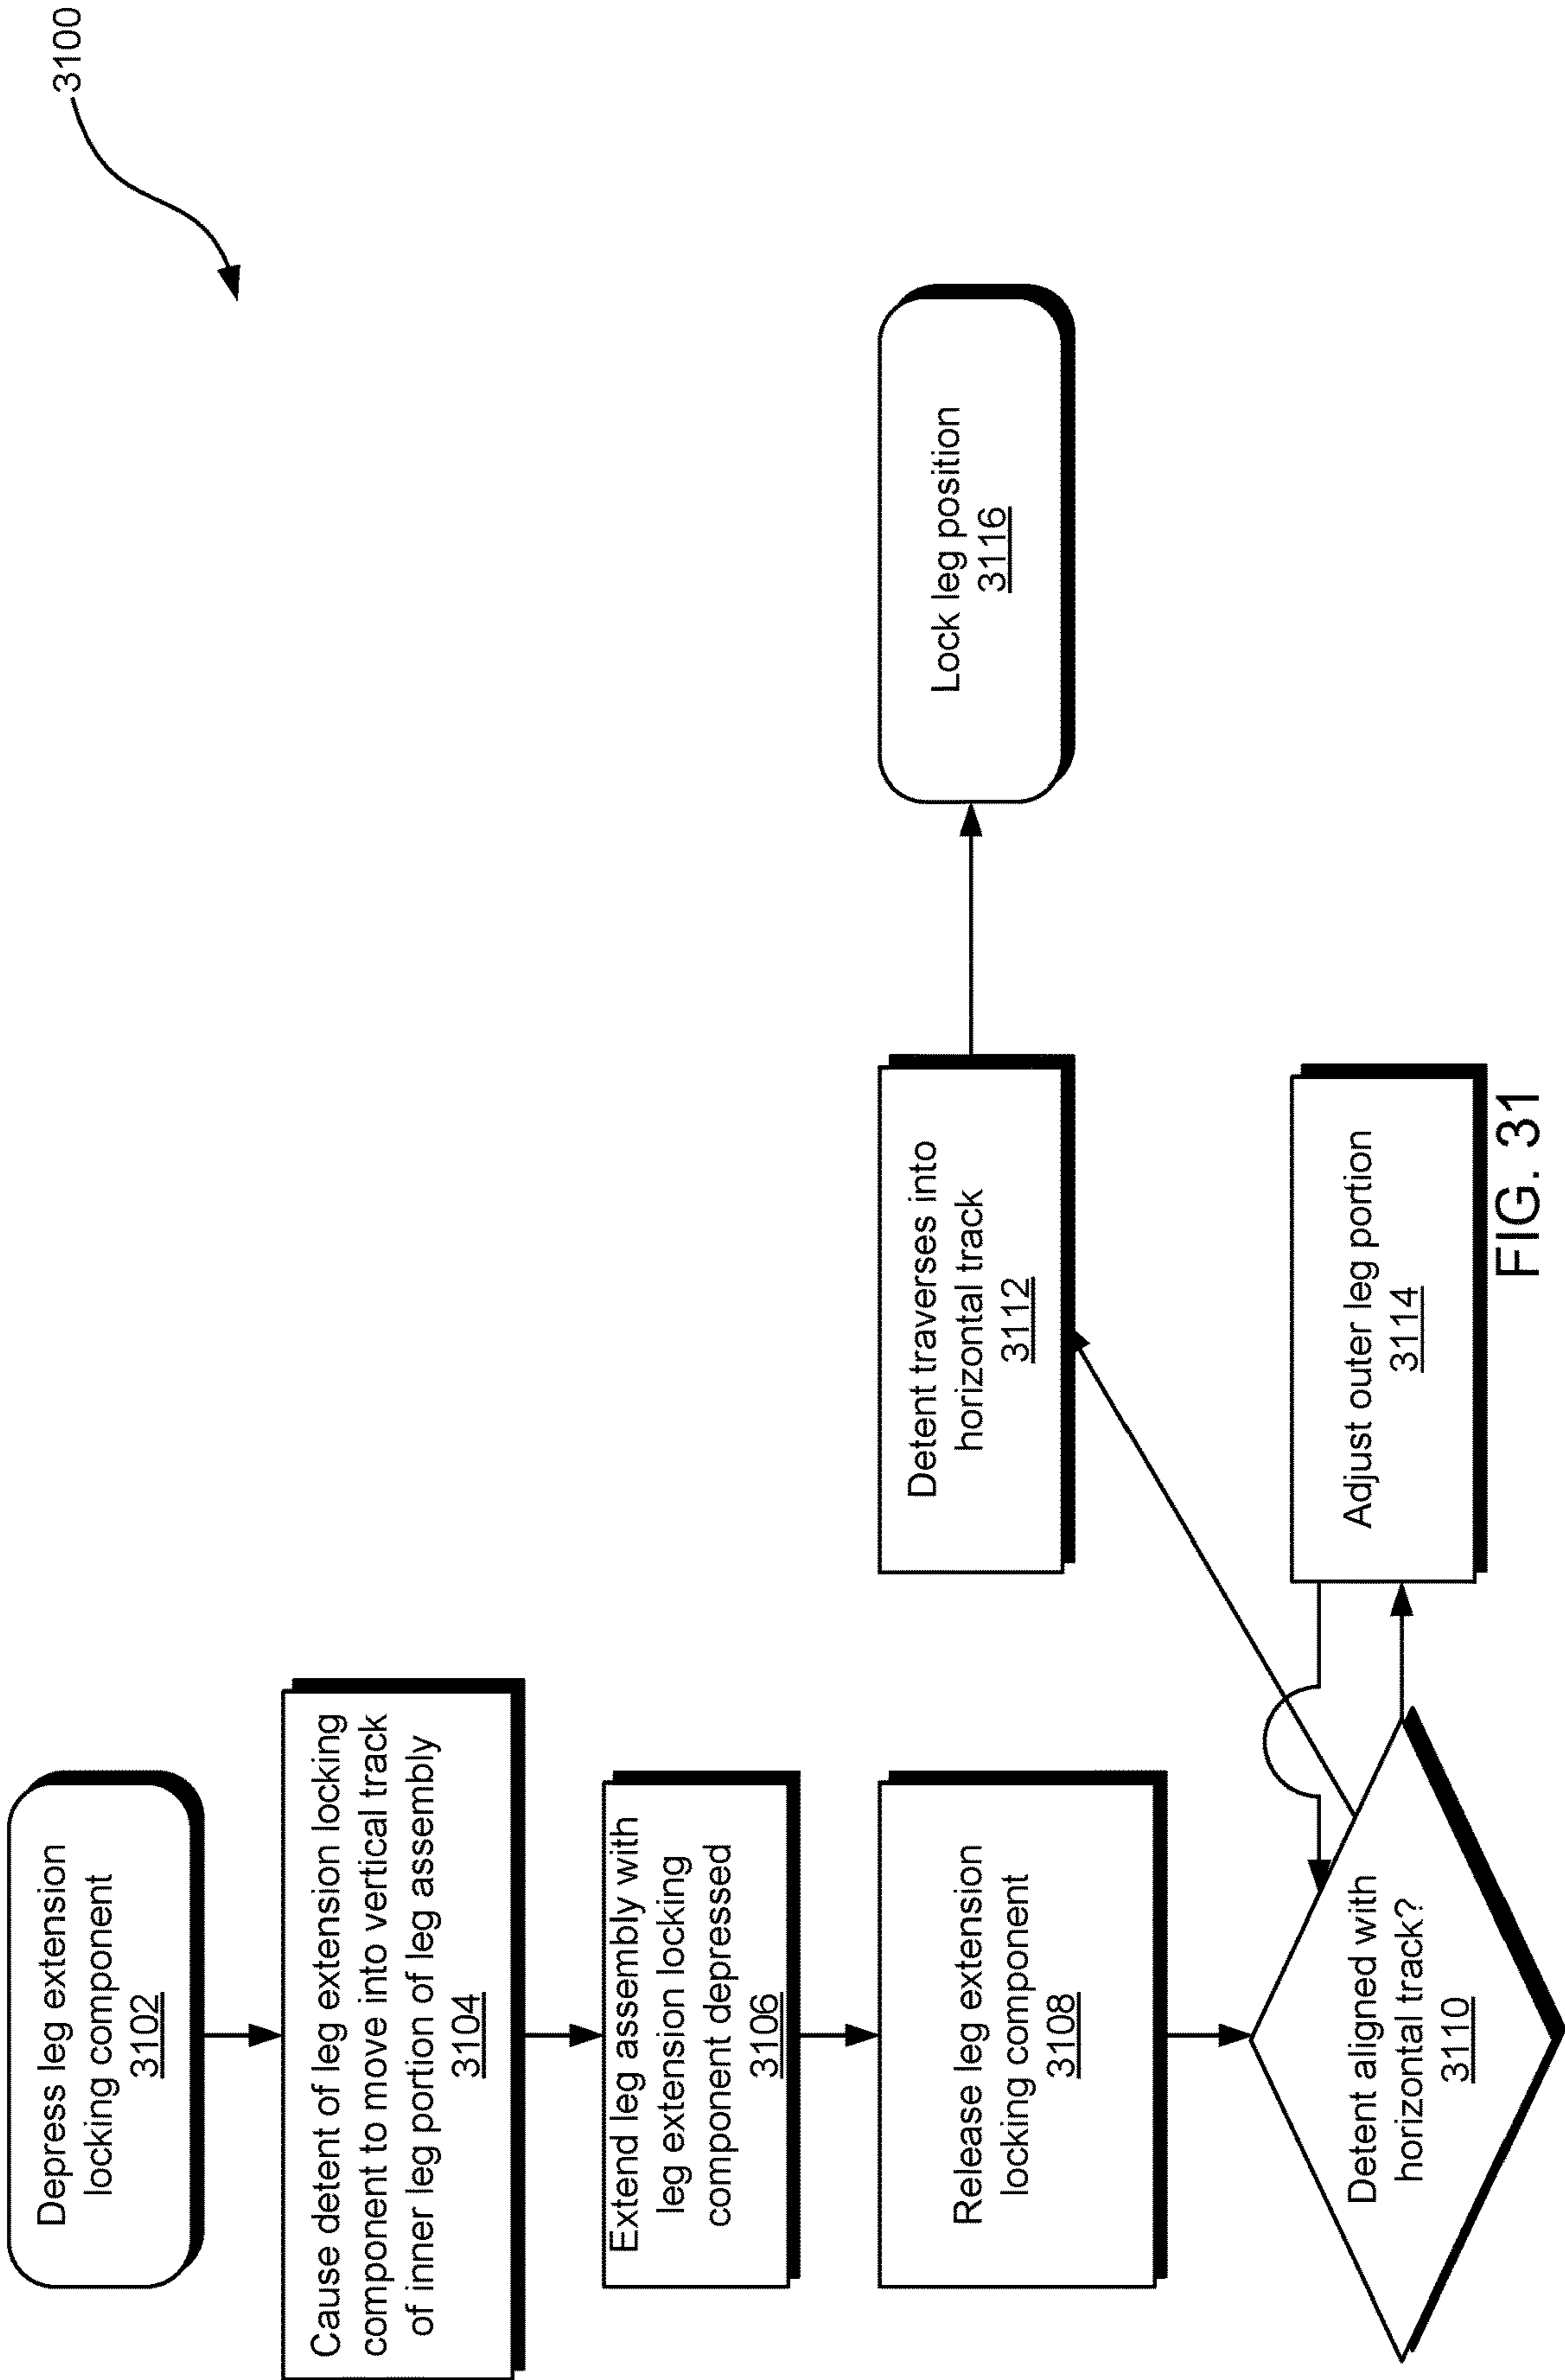 3100
Depress leg extension
locking component
3102
Cause detent of leg extension locking
component to move into vertical track
of inner leg portion of leg assembly
3104
Extend leg assembly with
leg extension locking
component depressed
3106
Release leg extension
locking component
3108
Detent aligned with
horizontal track?
3110
Detent traverses into
horizontal track
3112
Adjust outer leg portion
3114
Lock leg position
3116
FIG. 31